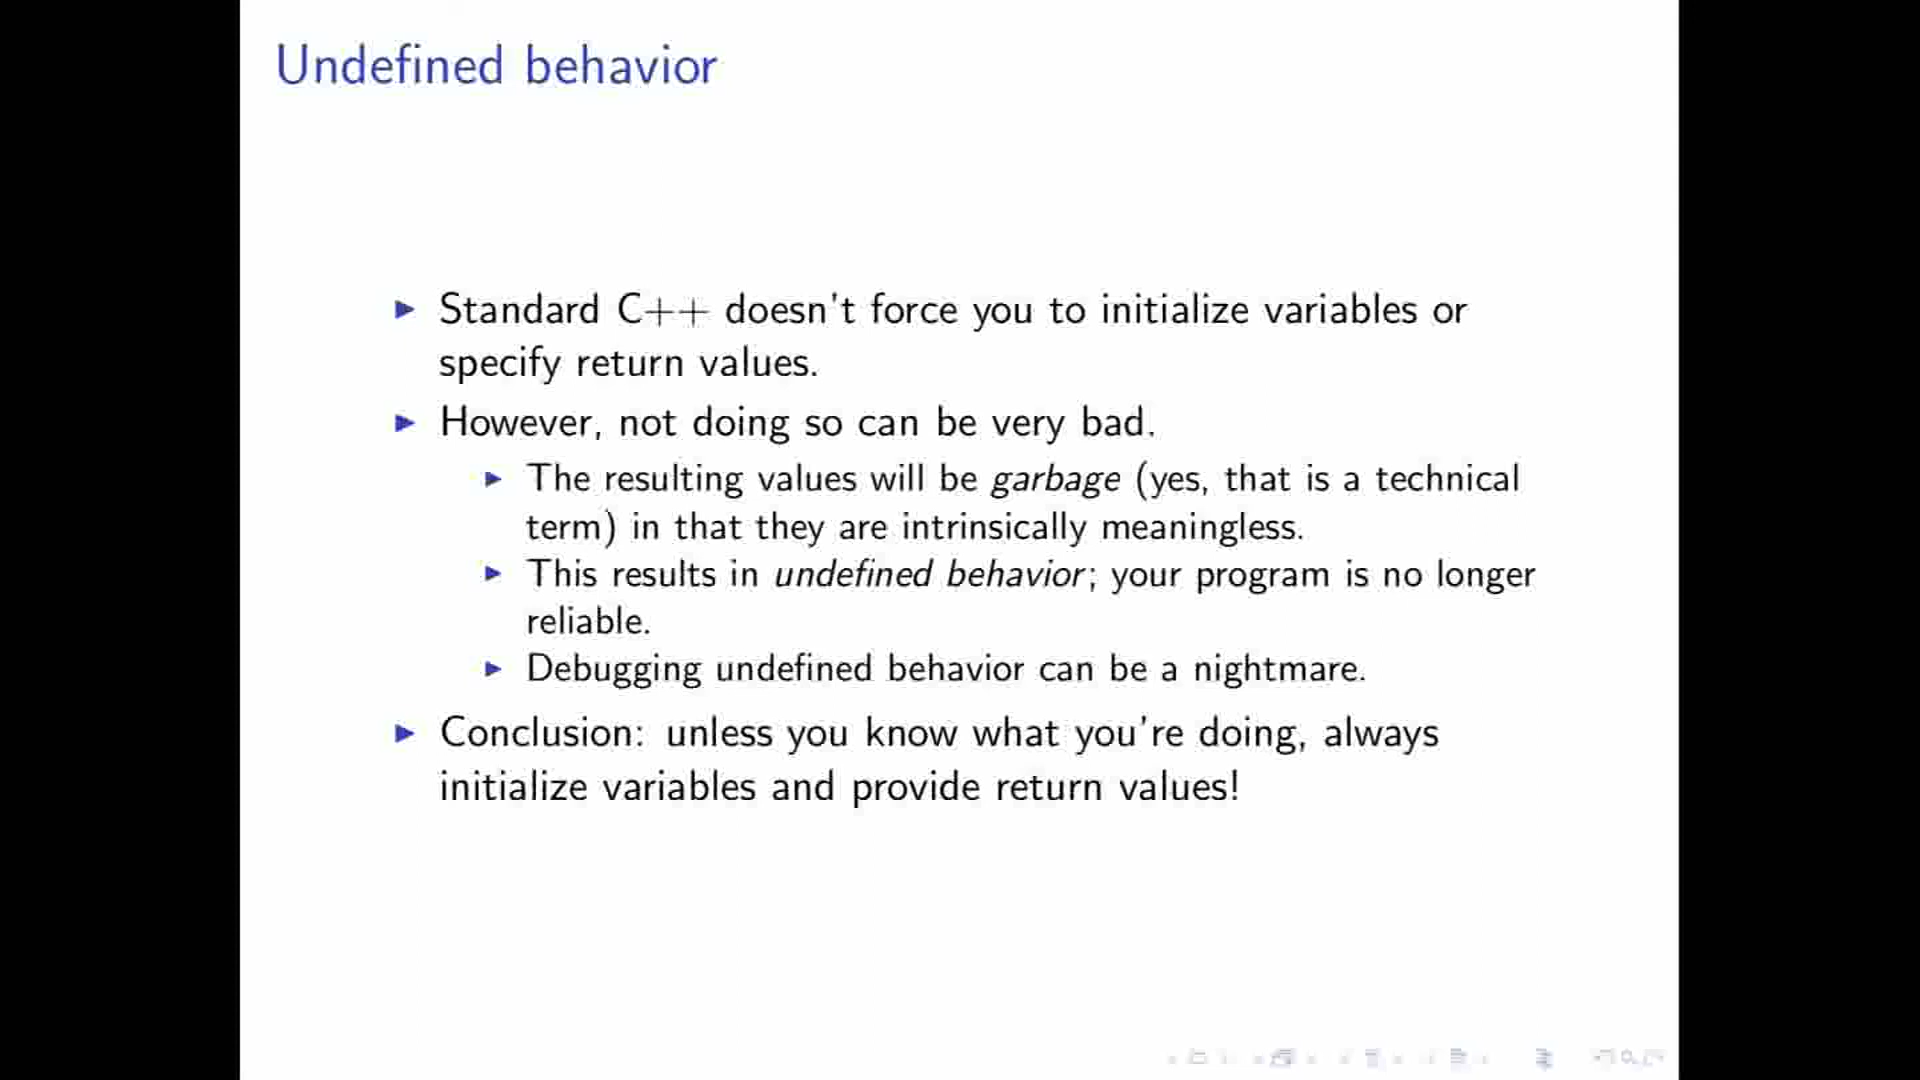 Undefined behavior
Standard C++ doesn't force you to initialize variables or
specify return values.
However, not doing so can be very bad.
The resulting values will be garbage (yes, that is a technical
term) in that they are intrinsically meaningless.
This results in undefined behavior; your program is no longer
reliable.
Debugging undefined behavior can be a nightmare.
Conclusion: unless you know what you're doing, always
initialize variables and provide return values!